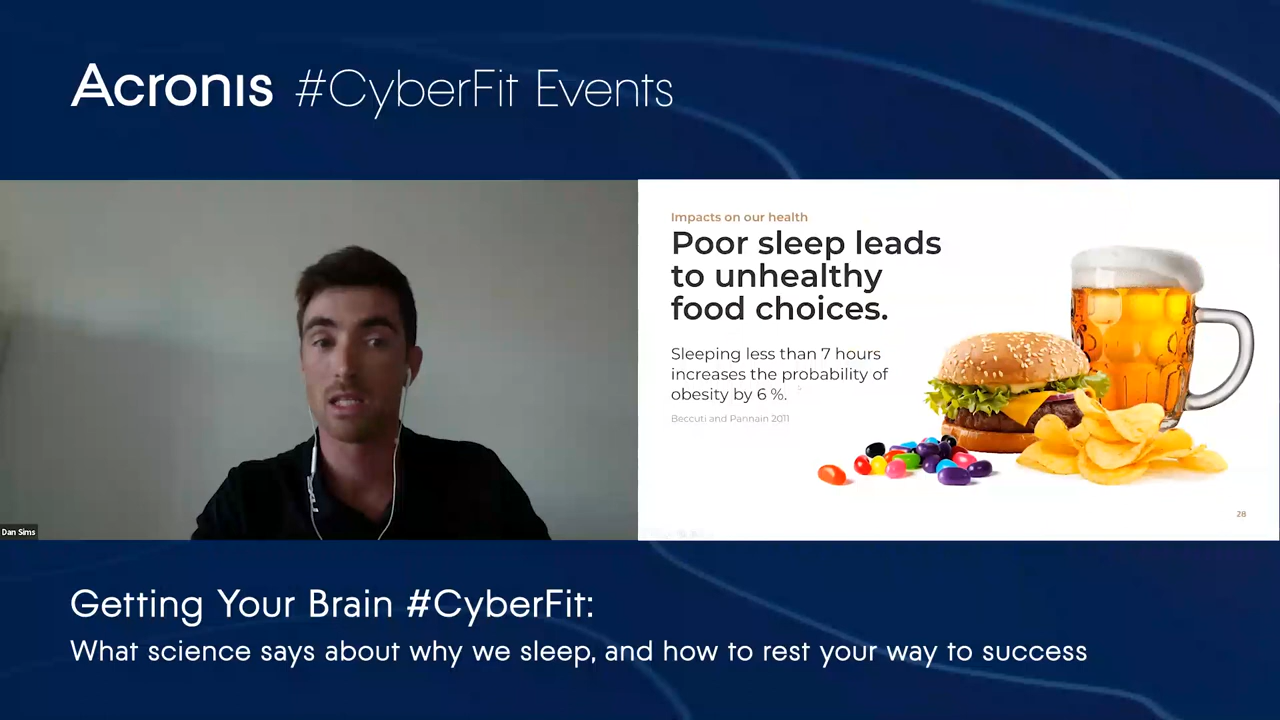 Acronis #CyberFit Events
Impacts on our health
Poor sleep leads
to unhealthy
food choices.
Sleeping less than 7 hours
increases the probability of
obesity by 6 %.
Beccuti and Pannain 2011
28
Dan Sims
Getting Your Brain #CyberFit:
What science says about why we sleep, and how to rest your way to success